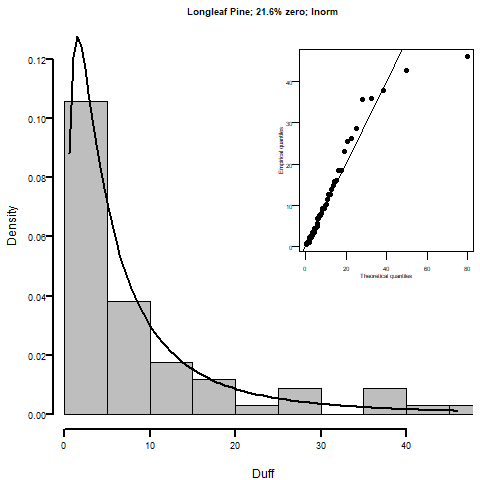 Longleaf Pine; 21.6% zero; lnorm
Density
0.12
0.10
0.08
0.06
0.04
0.02
0.00
0 10 20 30 40
Duff
Empirical quantiles
40
30
20
10
0
0 20 40 60 80
Theoretical quantiles